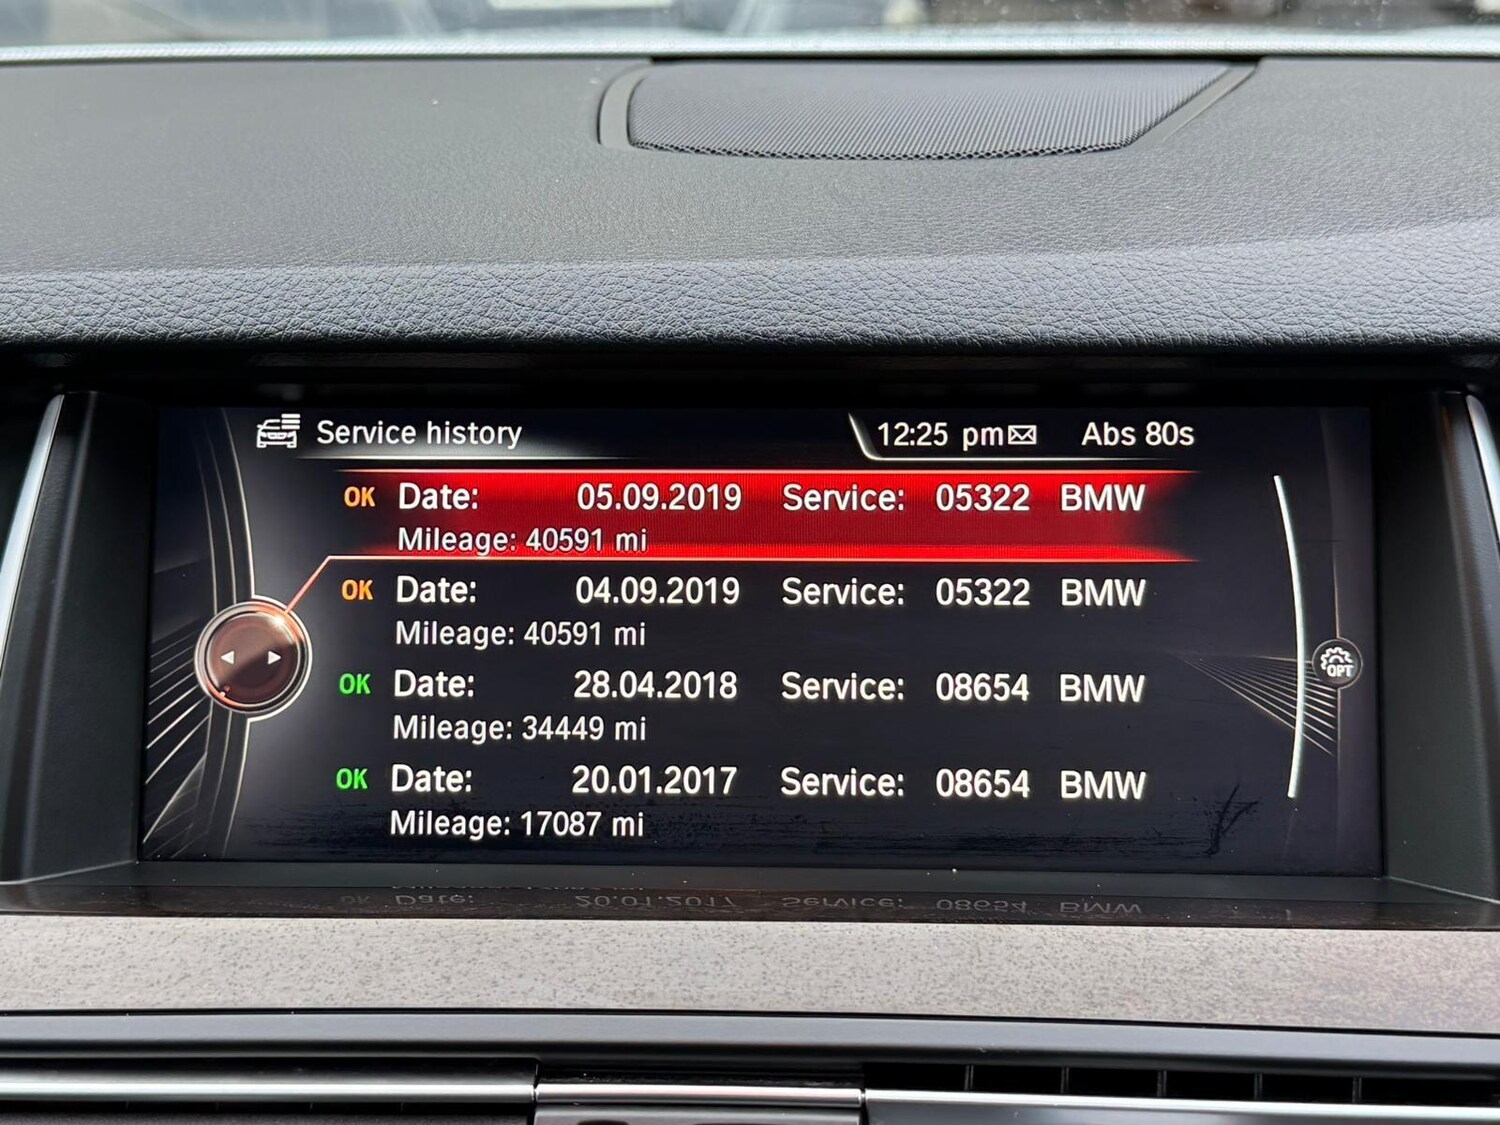 Service history 12:25 pm Abs 80s
OK Date: 05.09.2019 Service: 05322 BMW
Mileage: 40591 mi
OK Date: 04.09.2019 Service: 05322 BMW
Mileage: 40591 mi
OK Date: 28.04.2018 Service: 08654 BMW
Mileage: 34449 mi
OK Date: 20.01.2017 Service: 08654 BMW
Mileage: 17087 mi
OPT